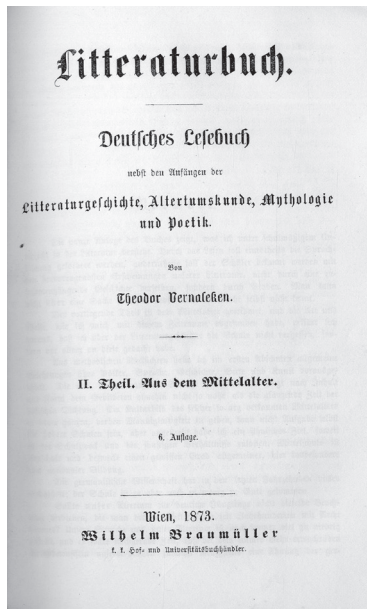 Litteraturbuch.
Deutsches Lesebuch
nebst den Anfängen der
Litteraturgeschichte, Altertumskunde, Mythologie
und Poetik.
Von
Theodor Vernaleken.
II. Theil. Aus dem Mittelalter.
6. Auflage.
Wien, 1873.
Wilhelm Braumüller
k. k. Hof- und Universitätsbuchhändler.